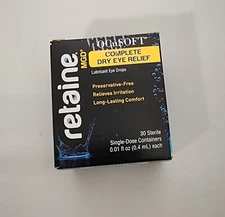 OcuSOFT
retaine
MGD
COMPLETE
DRY EYE RELIEF
Lubricant Eye Drops
Preservative-Free
Relieves Irritation
Long-Lasting Comfort
30 Sterile
Single-Dose Containers
0.01 fl oz (0.4 mL) each